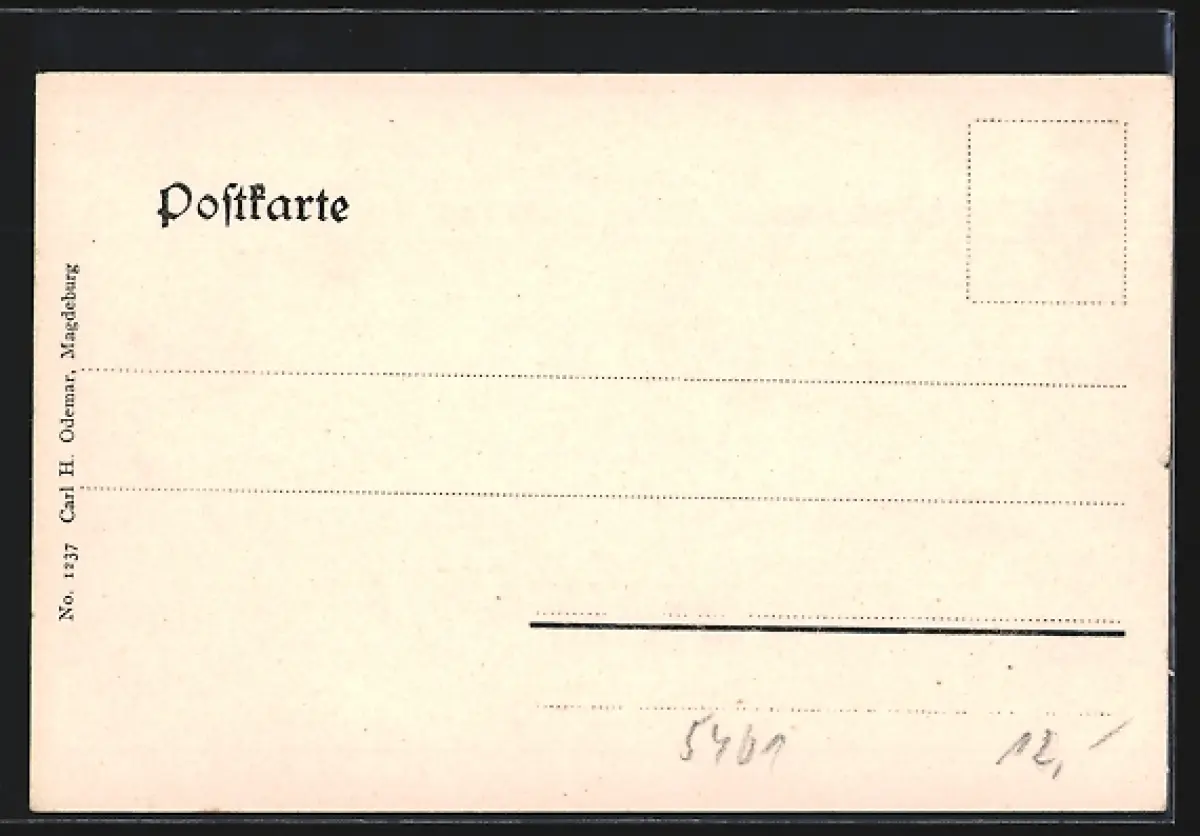 Poſtkarte
No. 1237 Carl H. Odemar, Magdeburg
5401
12,-